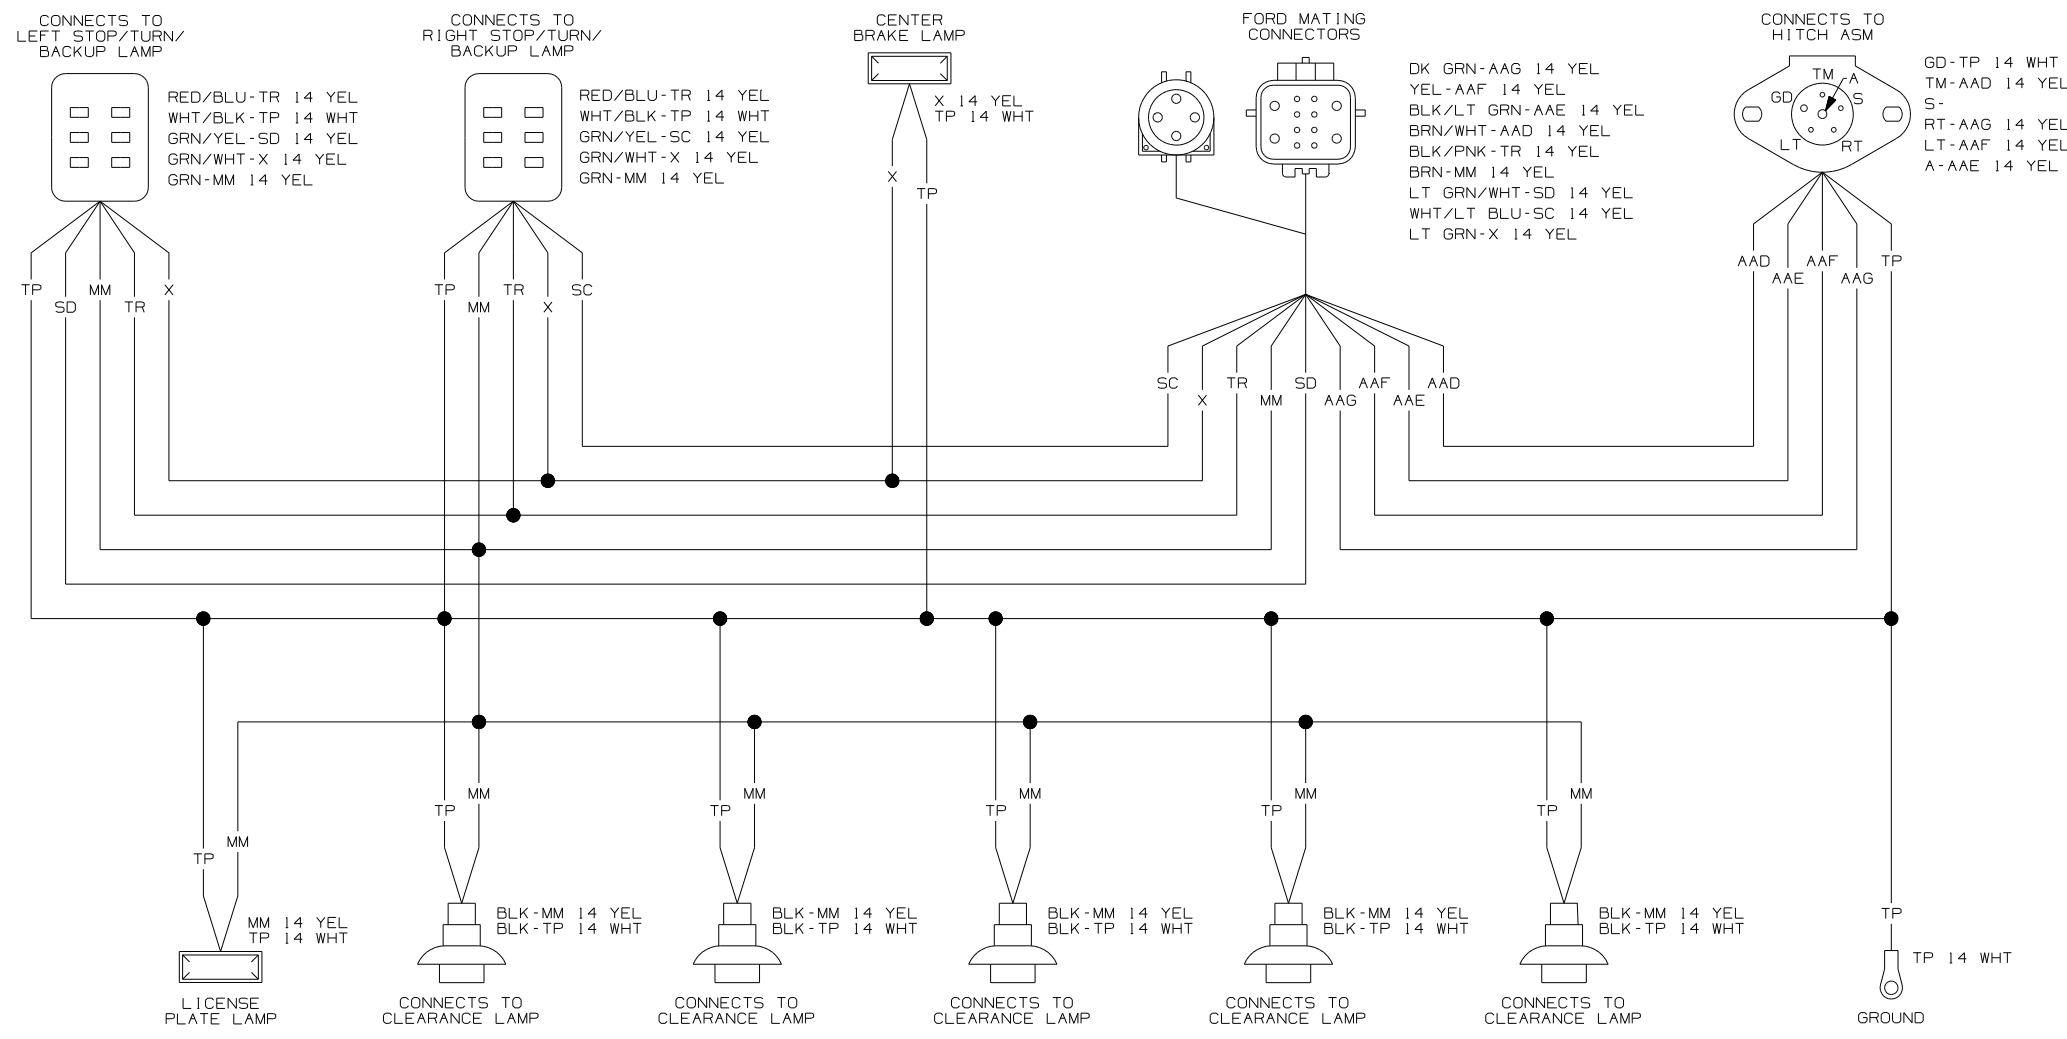 CONNECTS TO
LEFT STOP/TURN/
BACKUP LAMP
RED/BLU-TR 14 YEL
WHT/BLK-TP 14 WHT
GRN/YEL-SD 14 YEL
GRN/WHT-X 14 YEL
GRN-MM 14 YEL
CONNECTS TO
RIGHT STOP/TURN/
BACKUP LAMP
RED/BLU-TR 14 YEL
WHT/BLK-TP 14 WHT
GRN/YEL-SC 14 YEL
GRN/WHT-X 14 YEL
GRN-MM 14 YEL
CENTER
BRAKE LAMP
X 14 YEL
TP 14 WHT
FORD MATING
CONNECTORS
DK GRN-AAG 14 YEL
YEL-AAF 14 YEL
BLK/LT GRN-AAE 14 YEL
BRN/WHT-AAD 14 YEL
BLK/PNK-TR 14 YEL
BRN-MM 14 YEL
LT GRN/WHT-SD 14 YEL
WHT/LT BLU-SC 14 YEL
LT GRN-X 14 YEL
CONNECTS TO
HITCH ASM
TM
A
GD
S
LT
RT
GD-TP 14 WHT
TM-AAD 14 YEL
S-
RT-AAG 14 YEL
LT-AAF 14 YEL
A-AAE 14 YEL
TP
SD
MM
TR
X
TP
MM
TR
X
SC
X
TP
SC
X
TR
MM
SD
AAG
AAF
AAE
AAD
AAD
AAE
AAF
AAG
TP
TP
MM
TP
MM
TP
MM
TP
MM
TP
MM
TP
MM
TP
MM 14 YEL
TP 14 WHT
LICENSE
PLATE LAMP
BLK-MM 14 YEL
BLK-TP 14 WHT
CONNECTS TO
CLEARANCE LAMP
BLK-MM 14 YEL
BLK-TP 14 WHT
CONNECTS TO
CLEARANCE LAMP
BLK-MM 14 YEL
BLK-TP 14 WHT
CONNECTS TO
CLEARANCE LAMP
BLK-MM 14 YEL
BLK-TP 14 WHT
CONNECTS TO
CLEARANCE LAMP
BLK-MM 14 YEL
BLK-TP 14 WHT
CONNECTS TO
CLEARANCE LAMP
TP 14 WHT
GROUND